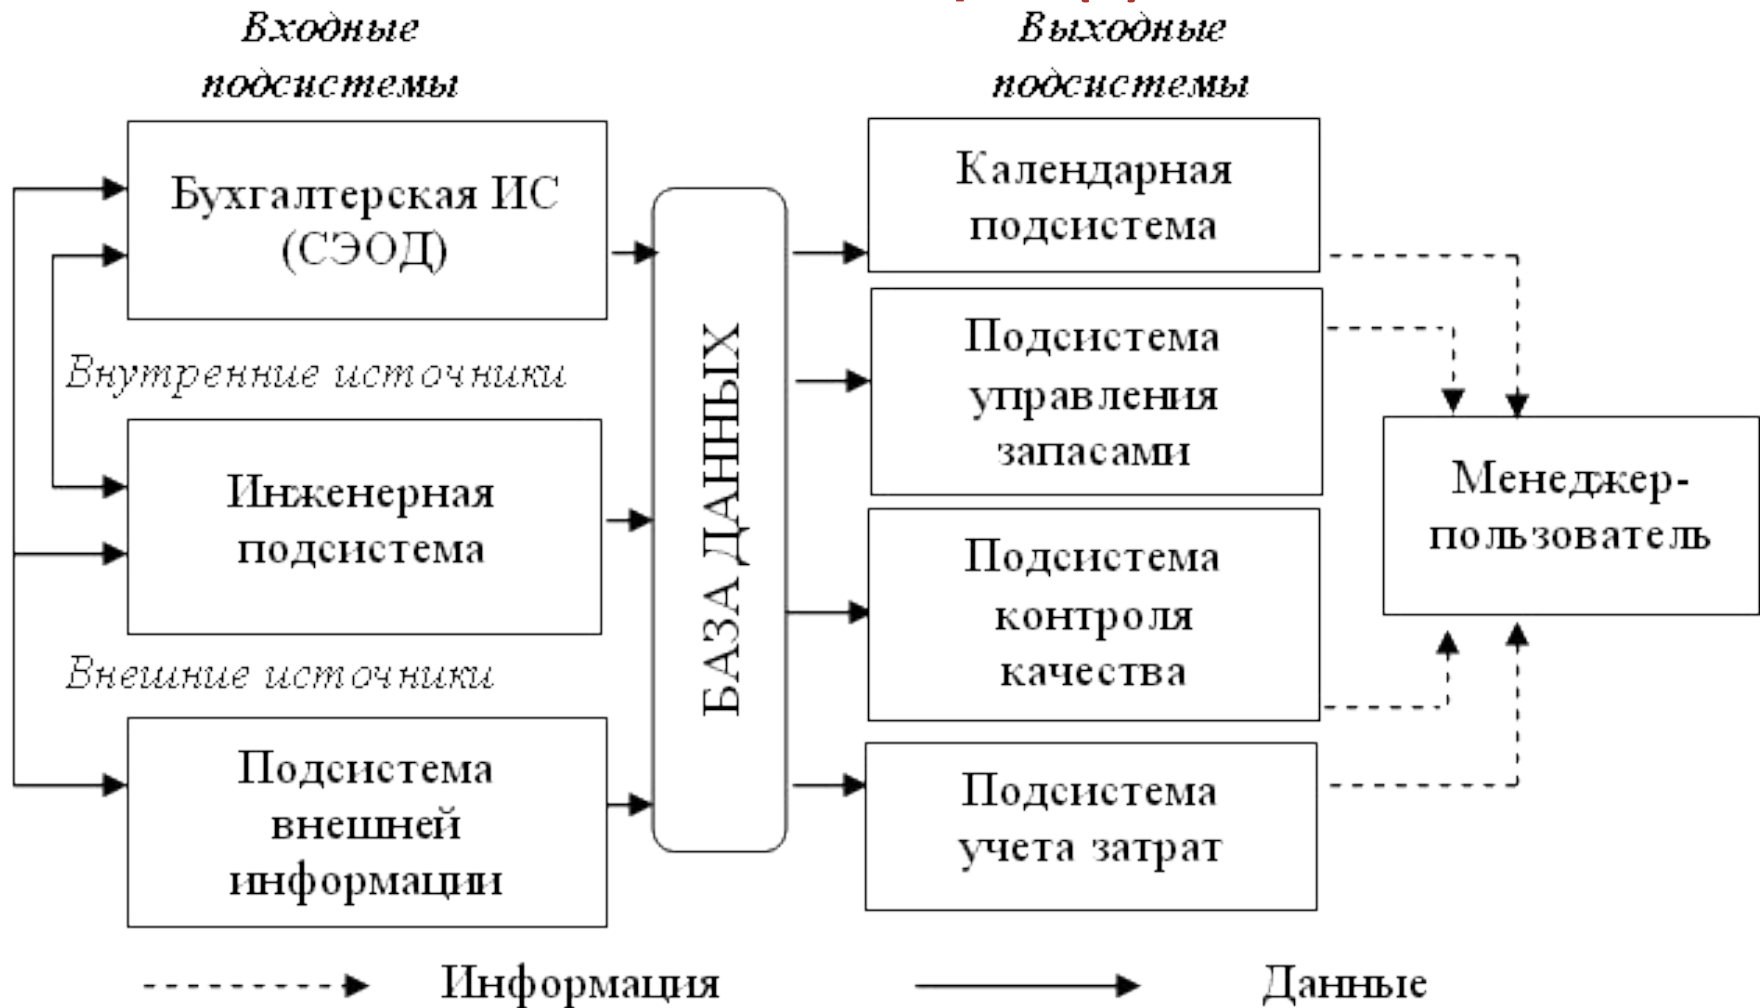 Входные
подсистемы
Выходные
подсистемы
Бухгалтерская ИС
(СЭОД)
Внутренние источники
Инженерная
подсистема
Внешние источники
Подсистема
внешней
информации
БАЗА ДАННЫХ
Календарная
подсистема
Подсистема
управления
запасами
Подсистема
контроля
качества
Подсистема
учета затрат
Менеджер-
пользователь
Информация
Данные